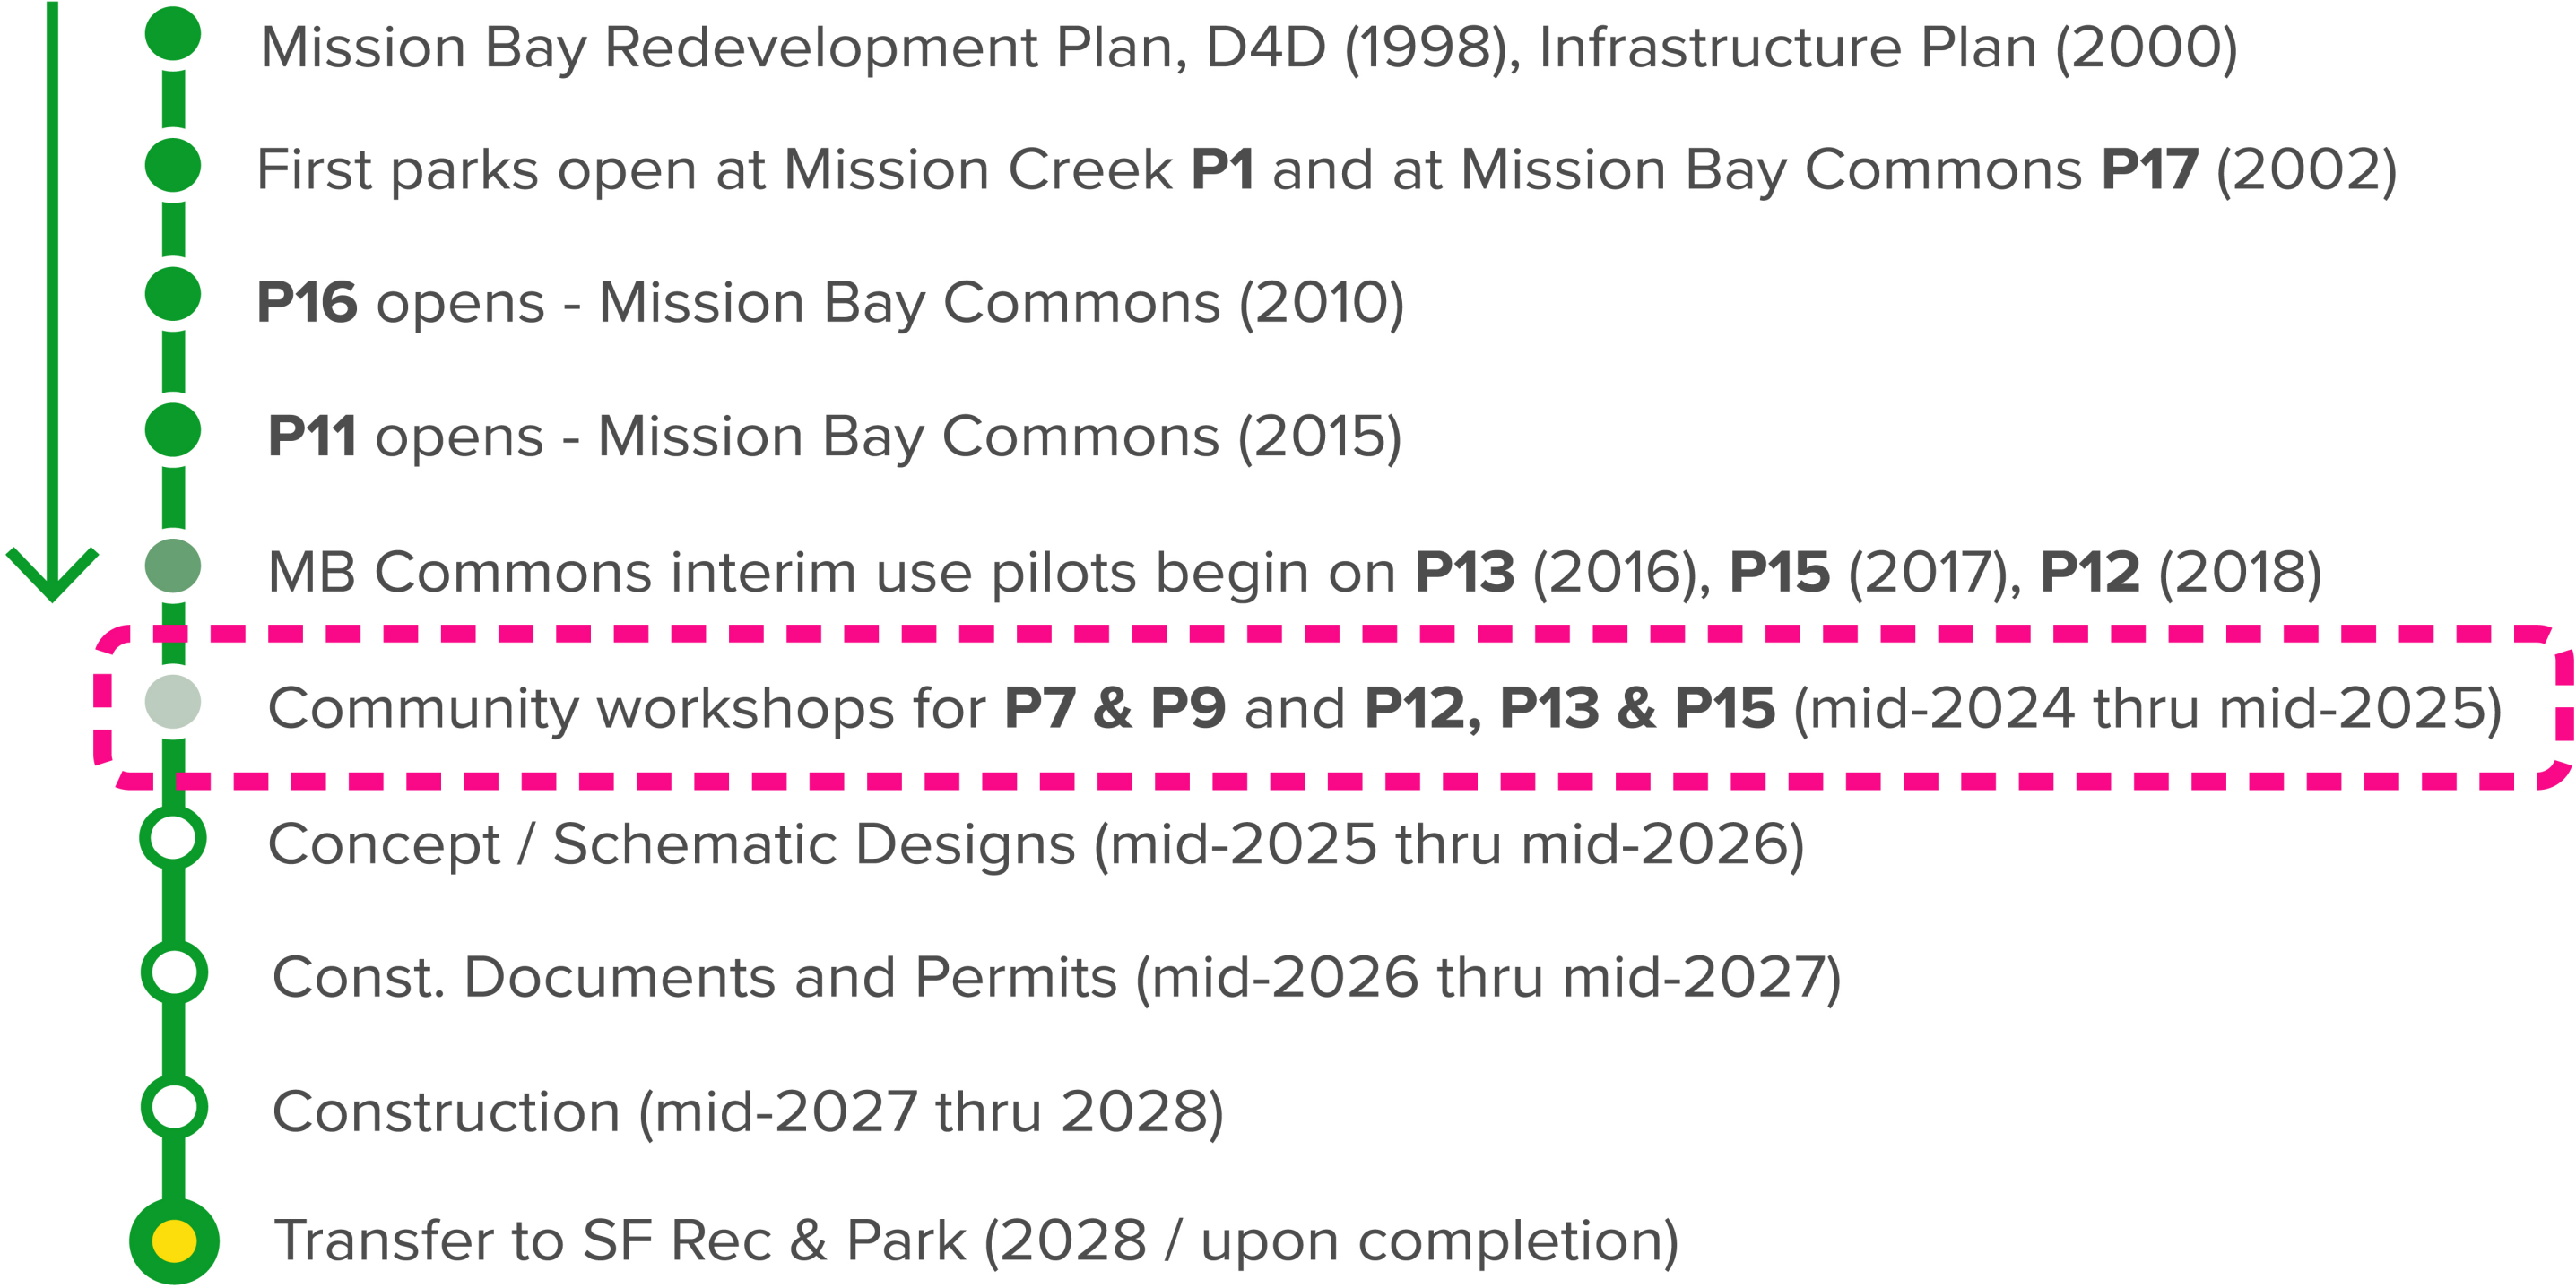 Mission Bay Redevelopment Plan, D4D (1998), Infrastructure Plan (2000)
First parks open at Mission Creek P1 and at Mission Bay Commons P17 (2002)
P16 opens - Mission Bay Commons (2010)
P11 opens - Mission Bay Commons (2015)
MB Commons interim use pilots begin on P13 (2016), P15 (2017), P12 (2018)
Community workshops for P7 & P9 and P12, P13 & P15 (mid-2024 thru mid-2025)
Concept / Schematic Designs (mid-2025 thru mid-2026)
Const. Documents and Permits (mid-2026 thru mid-2027)
Construction (mid-2027 thru 2028)
Transfer to SF Rec & Park (2028 / upon completion)